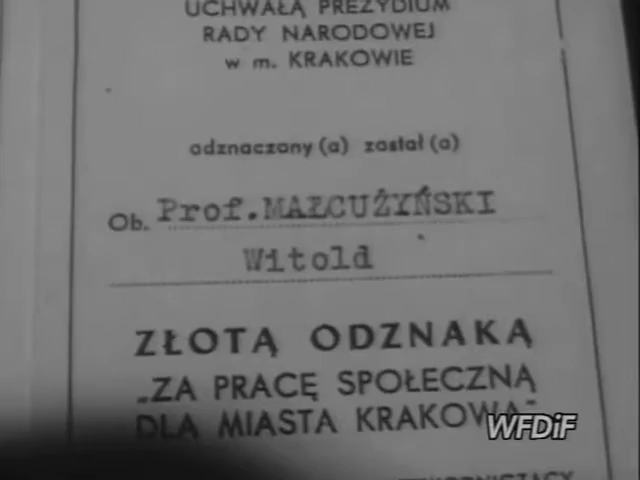 UCHWAŁĄ PREZYDIUM
RADY NARODOWEJ
w m. KRAKOWIE
odznaczony (a) został (a)
Ob. Prof. MAŁCUŻYŃSKI
Witold
ZŁOTĄ ODZNAKĄ
„ZA PRACĘ SPOŁECZNĄ
DLA MIASTA KRAKOWA"
WFDiF